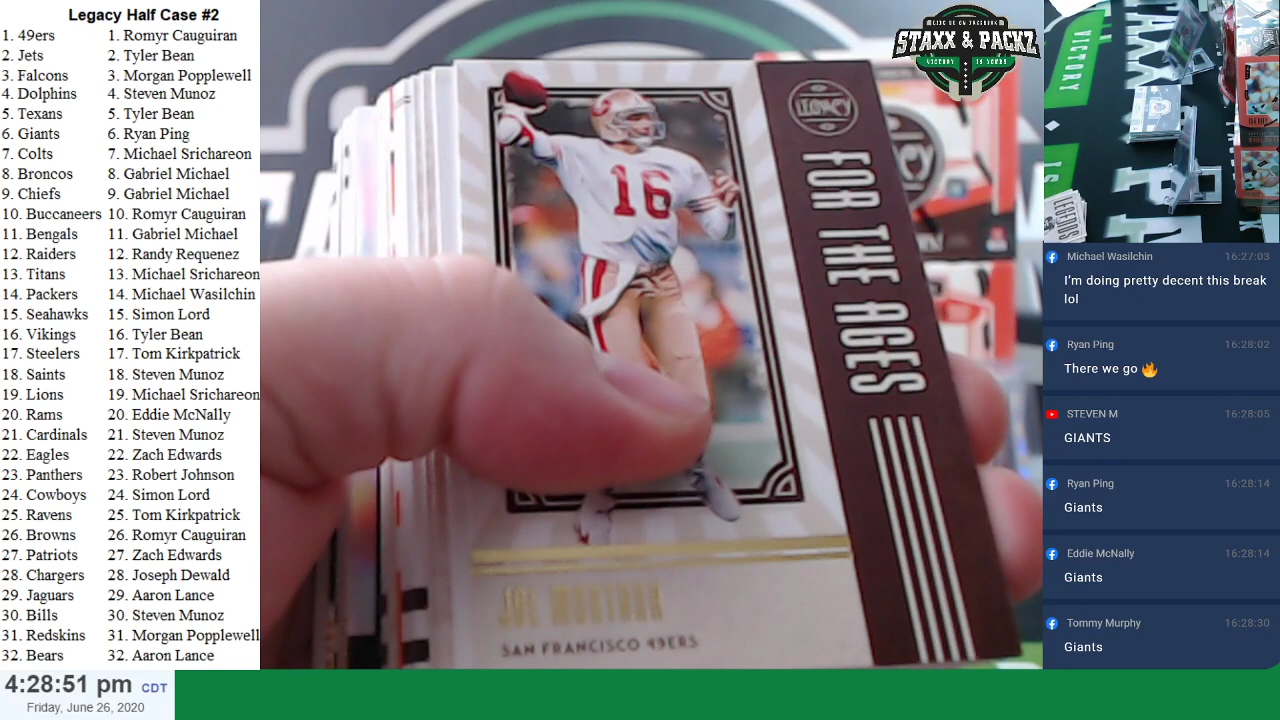 Legacy Half Case #2
1. 49ers 1. Romyr Cauguiran
2. Jets 2. Tyler Bean
3. Falcons 3. Morgan Popplewell
4. Dolphins 4. Steven Munoz
5. Texans 5. Tyler Bean
6. Giants 6. Ryan Ping
7. Colts 7. Michael Srichareon
8. Broncos 8. Gabriel Michael
9. Chiefs 9. Gabriel Michael
10. Buccaneers 10. Romyr Cauguiran
11. Bengals 11. Gabriel Michael
12. Raiders 12. Randy Requenez
13. Titans 13. Michael Srichareon
14. Packers 14. Michael Wasilchin
15. Seahawks 15. Simon Lord
16. Vikings 16. Tyler Bean
17. Steelers 17. Tom Kirkpatrick
18. Saints 18. Steven Munoz
19. Lions 19. Michael Srichareon
20. Rams 20. Eddie McNally
21. Cardinals 21. Steven Munoz
22. Eagles 22. Zach Edwards
23. Panthers 23. Robert Johnson
24. Cowboys 24. Simon Lord
25. Ravens 25. Tom Kirkpatrick
26. Browns 26. Romyr Cauguiran
27. Patriots 27. Zach Edwards
28. Chargers 28. Joseph Dewald
29. Jaguars 29. Aaron Lance
30. Bills 30. Steven Munoz
31. Redskins 31. Morgan Popplewell
32. Bears 32. Aaron Lance
4:28:51 pm CDT
Friday, June 26, 2020
16
LEGACY
FOR THE AGES
JOE MONTANA
SAN FRANCISCO 49ERS
STAXX & PACKZ
VICTORY IS YOURS
VICTORY
IS
Michael Wasilchin 16:27:03
I’m doing pretty decent this break
lol
Ryan Ping 16:28:02
There we go 🔥
STEVEN M 16:28:05
GIANTS
Ryan Ping 16:28:14
Giants
Eddie McNally 16:28:14
Giants
Tommy Murphy 16:28:30
Giants